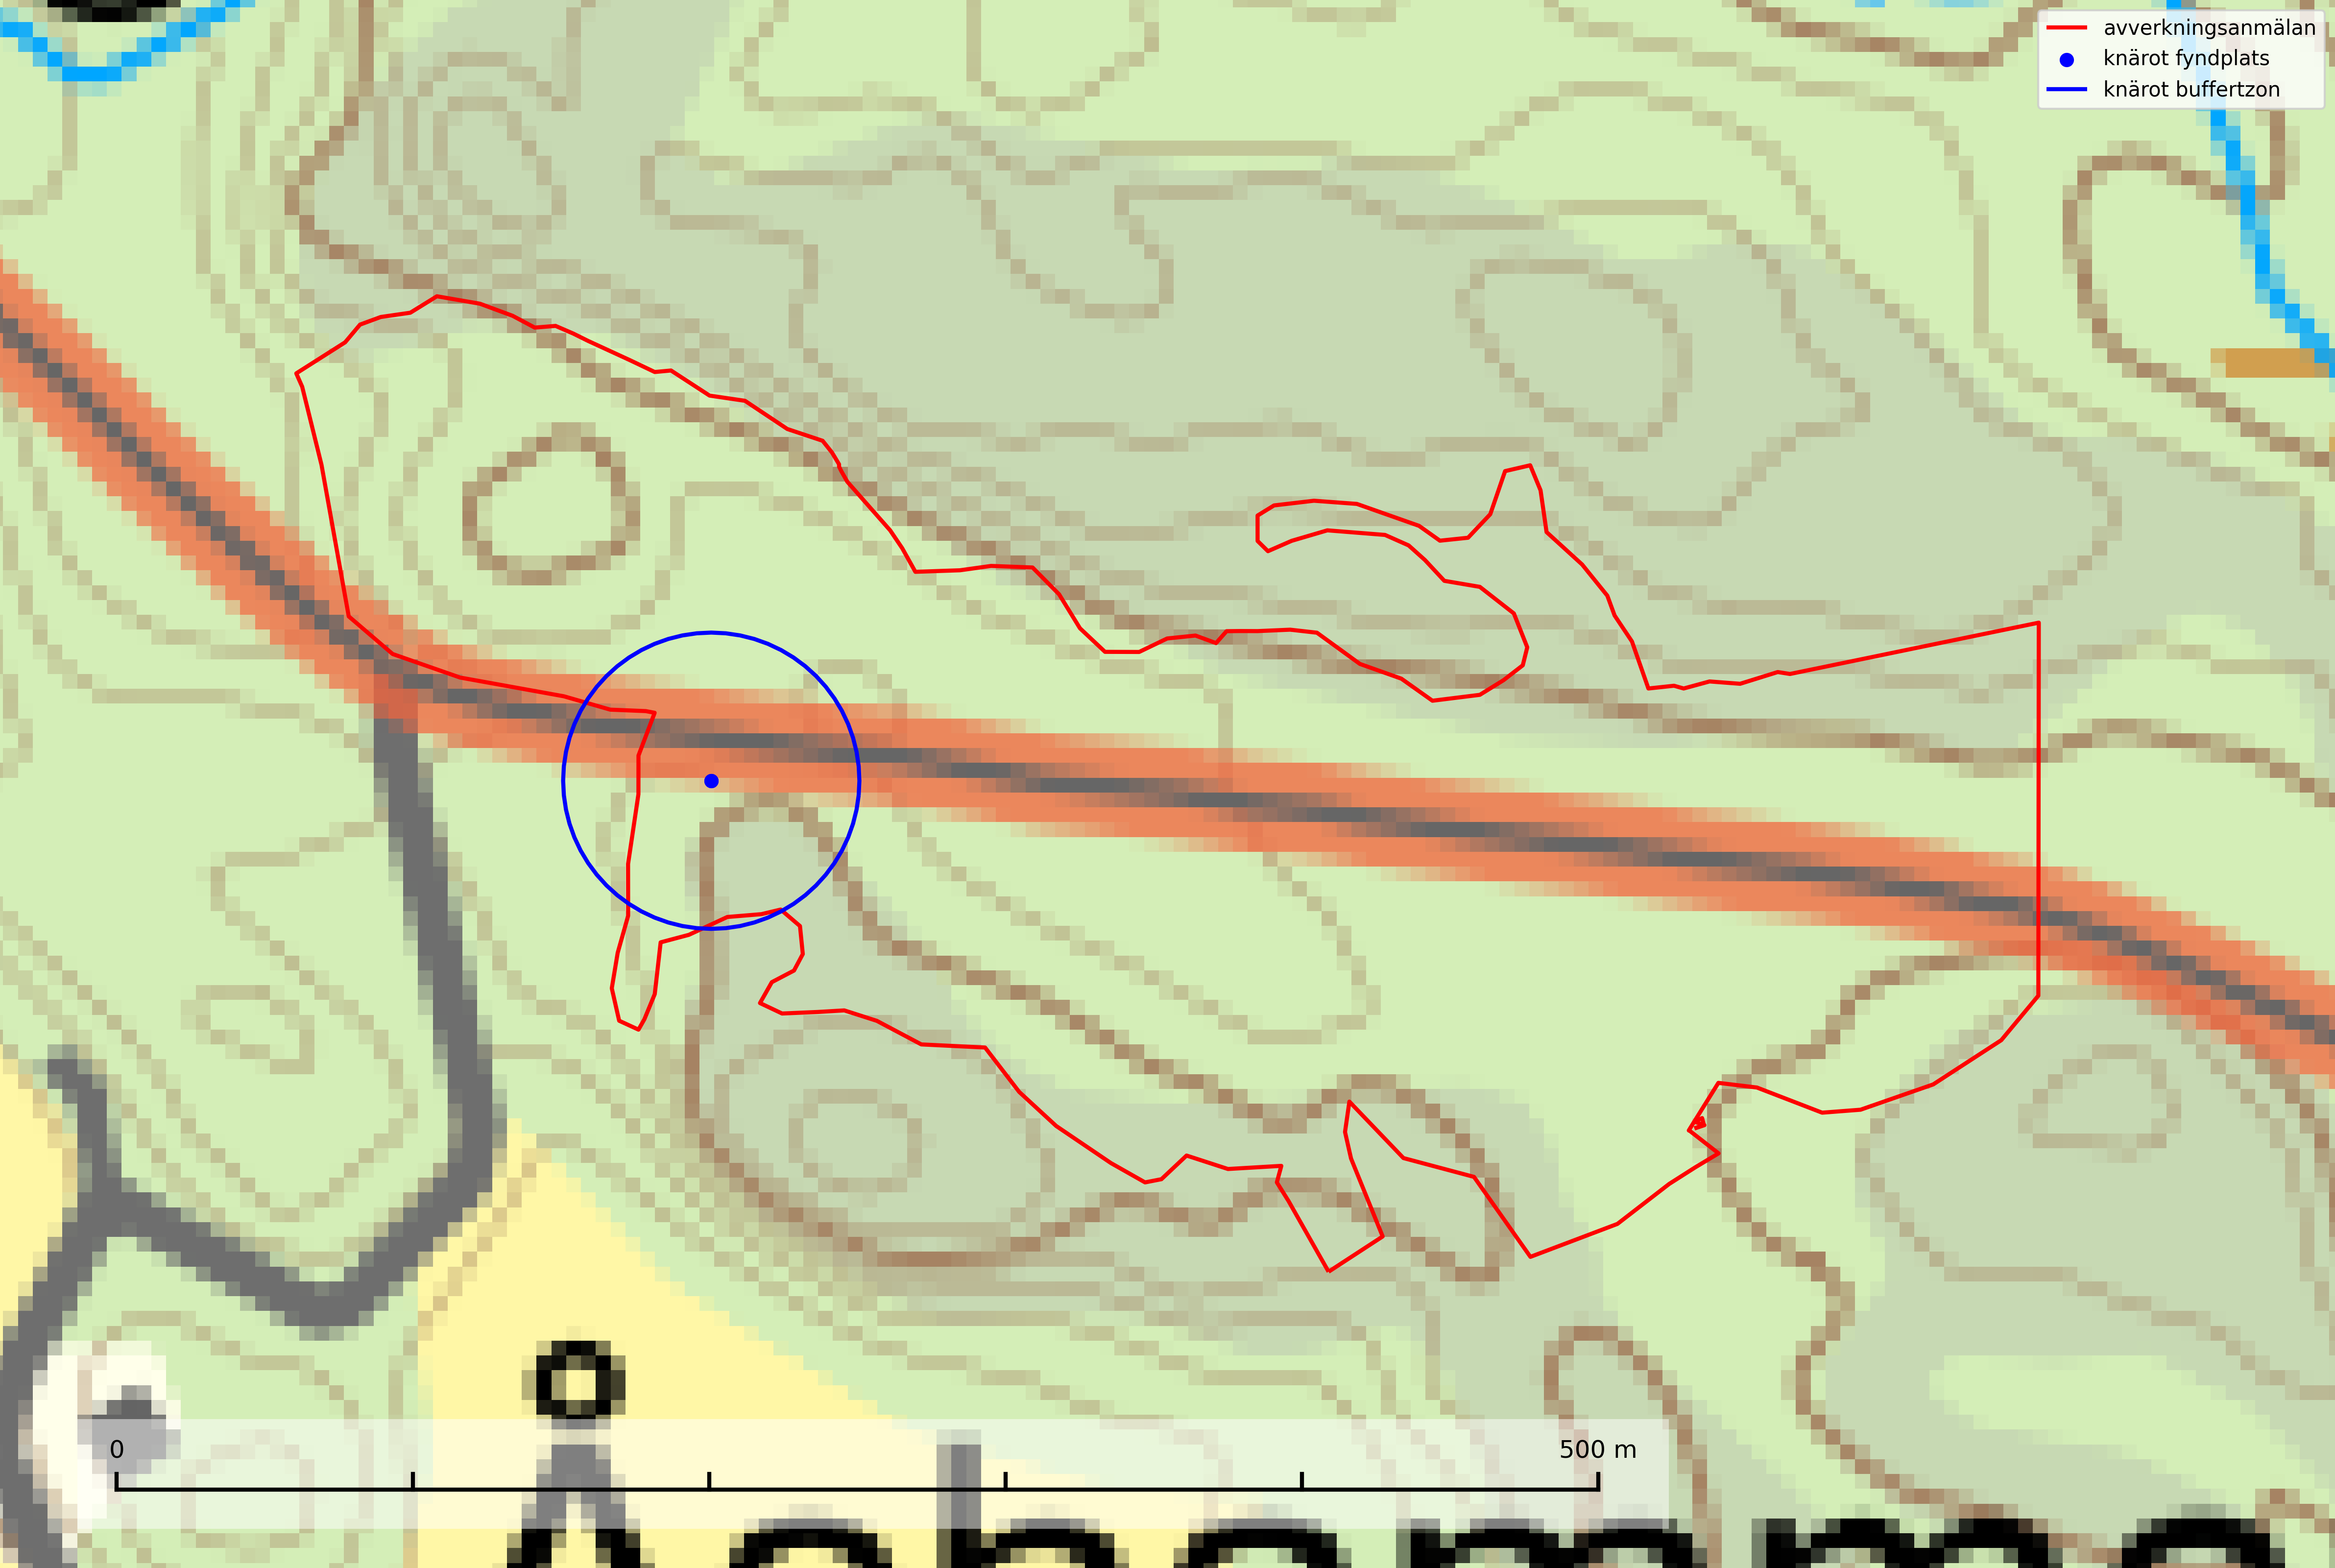 avverkningsanmälan
knärot fyndplats
knärot buffertzon
0 500 m